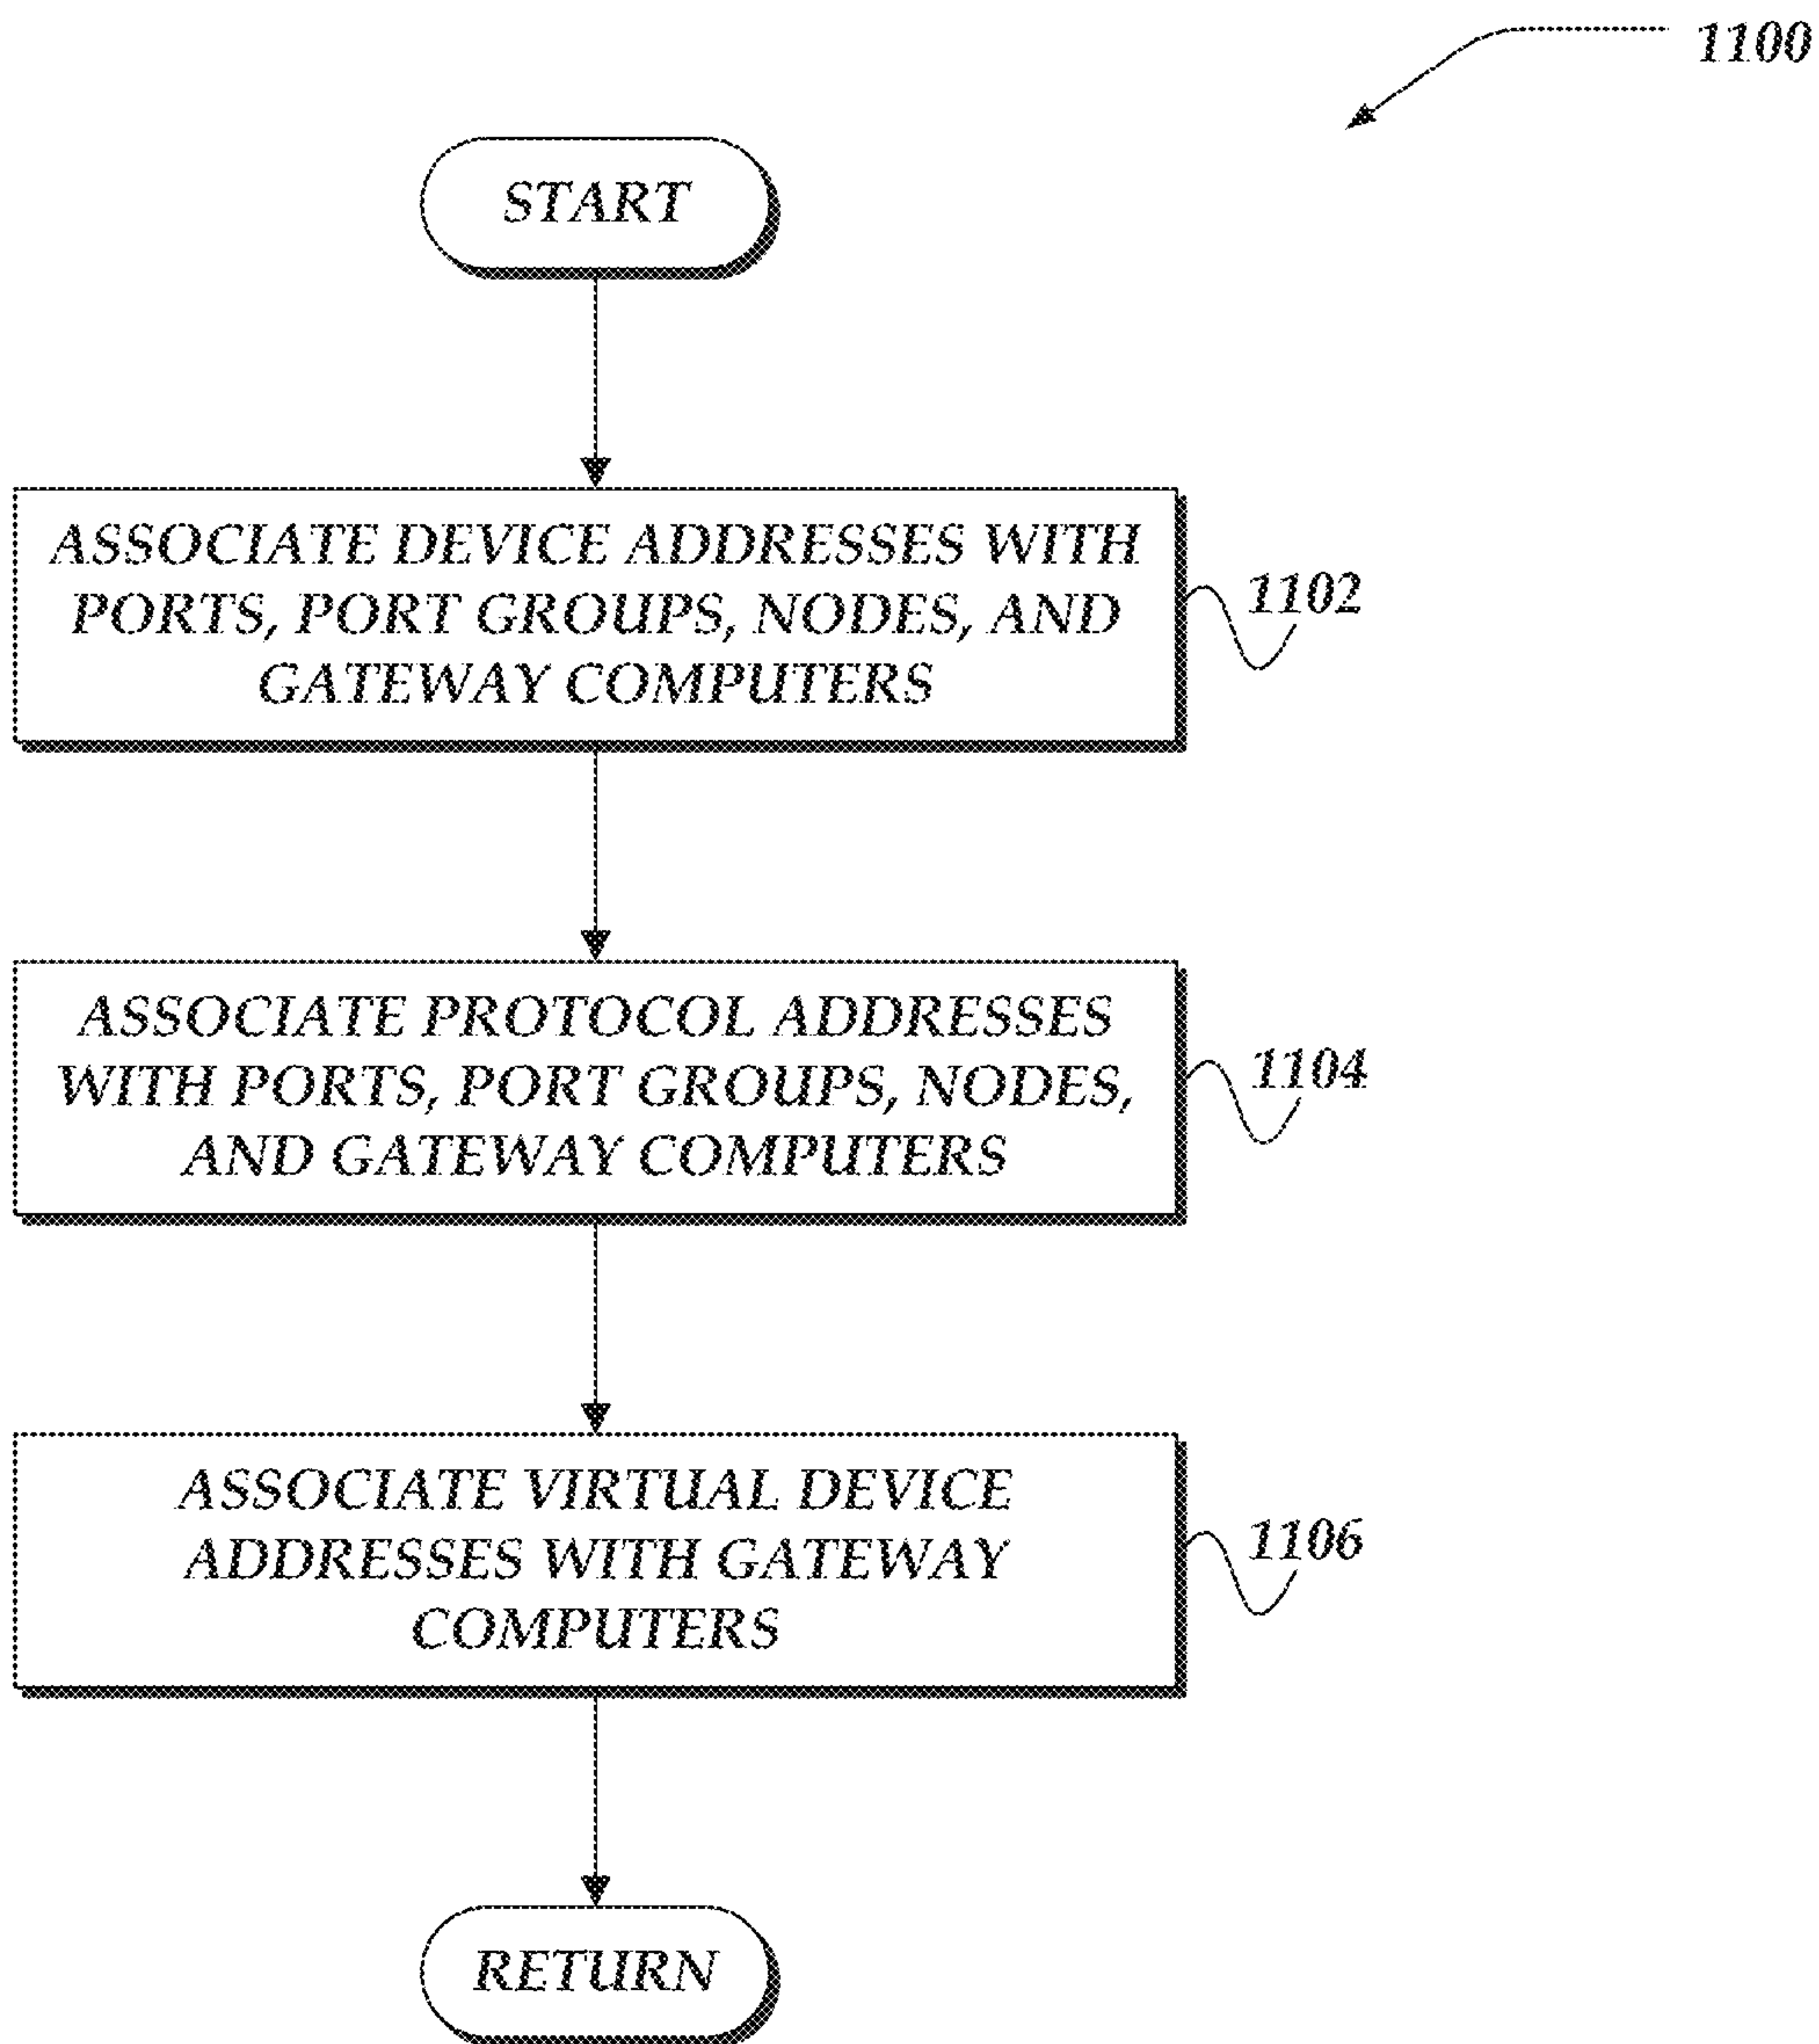 1100
START
ASSOCIATE DEVICE ADDRESSES WITH
PORTS, PORT GROUPS, NODES, AND
GATEWAY COMPUTERS
1102
ASSOCIATE PROTOCOL ADDRESSES
WITH PORTS, PORT GROUPS, NODES,
AND GATEWAY COMPUTERS
1104
ASSOCIATE VIRTUAL DEVICE
ADDRESSES WITH GATEWAY
COMPUTERS
1106
RETURN